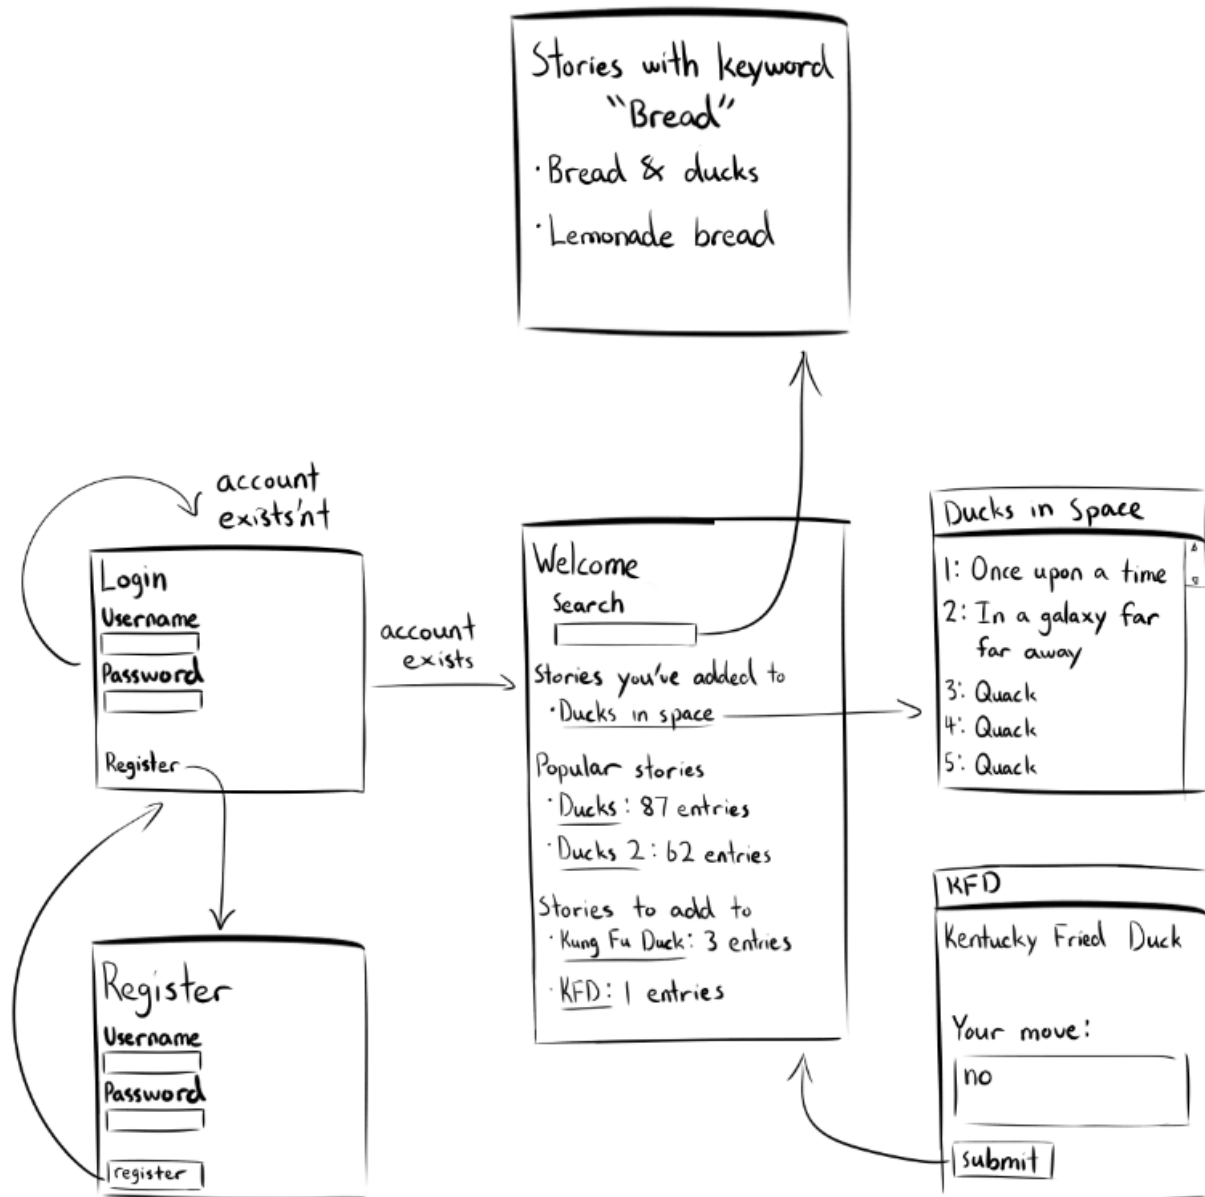 Stories with keyword
"Bread"
·Bread & ducks
·Lemonade bread
account
exists'nt
Login
Username
Password
Register
account
exists
Welcome
Search
Stories you've added to
·Ducks in space
Popular stories
·Ducks: 87 entries
·Ducks 2: 62 entries
Stories to add to
·Kung Fu Duck: 3 entries
·KFD: 1 entries
Ducks in Space
1: Once upon a time
2: In a galaxy far
far away
3: Quack
4: Quack
5: Quack
Register
Username
Password
register
KFD
Kentucky Fried Duck
Your move:
no
submit